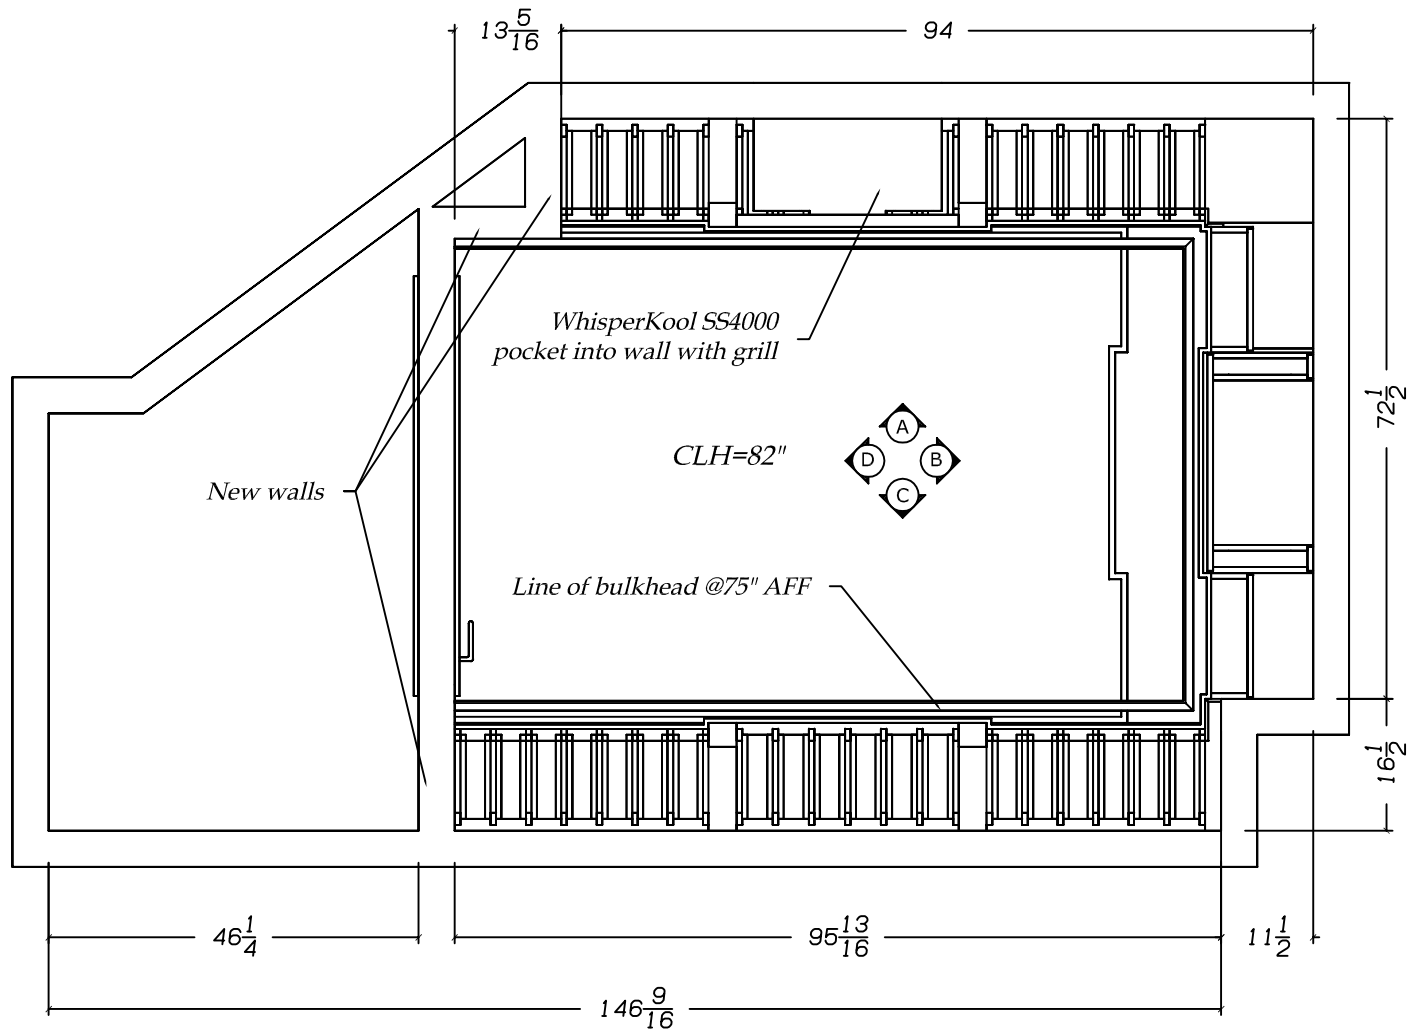 13 5/16
94
WhisperKool SS4000
pocket into wall with grill
72 1/2
CLH=82"
A
D B
C
New walls
Line of bulkhead @75" AFF
16 1/2
46 1/4
95 13/16
11 1/2
146 9/16